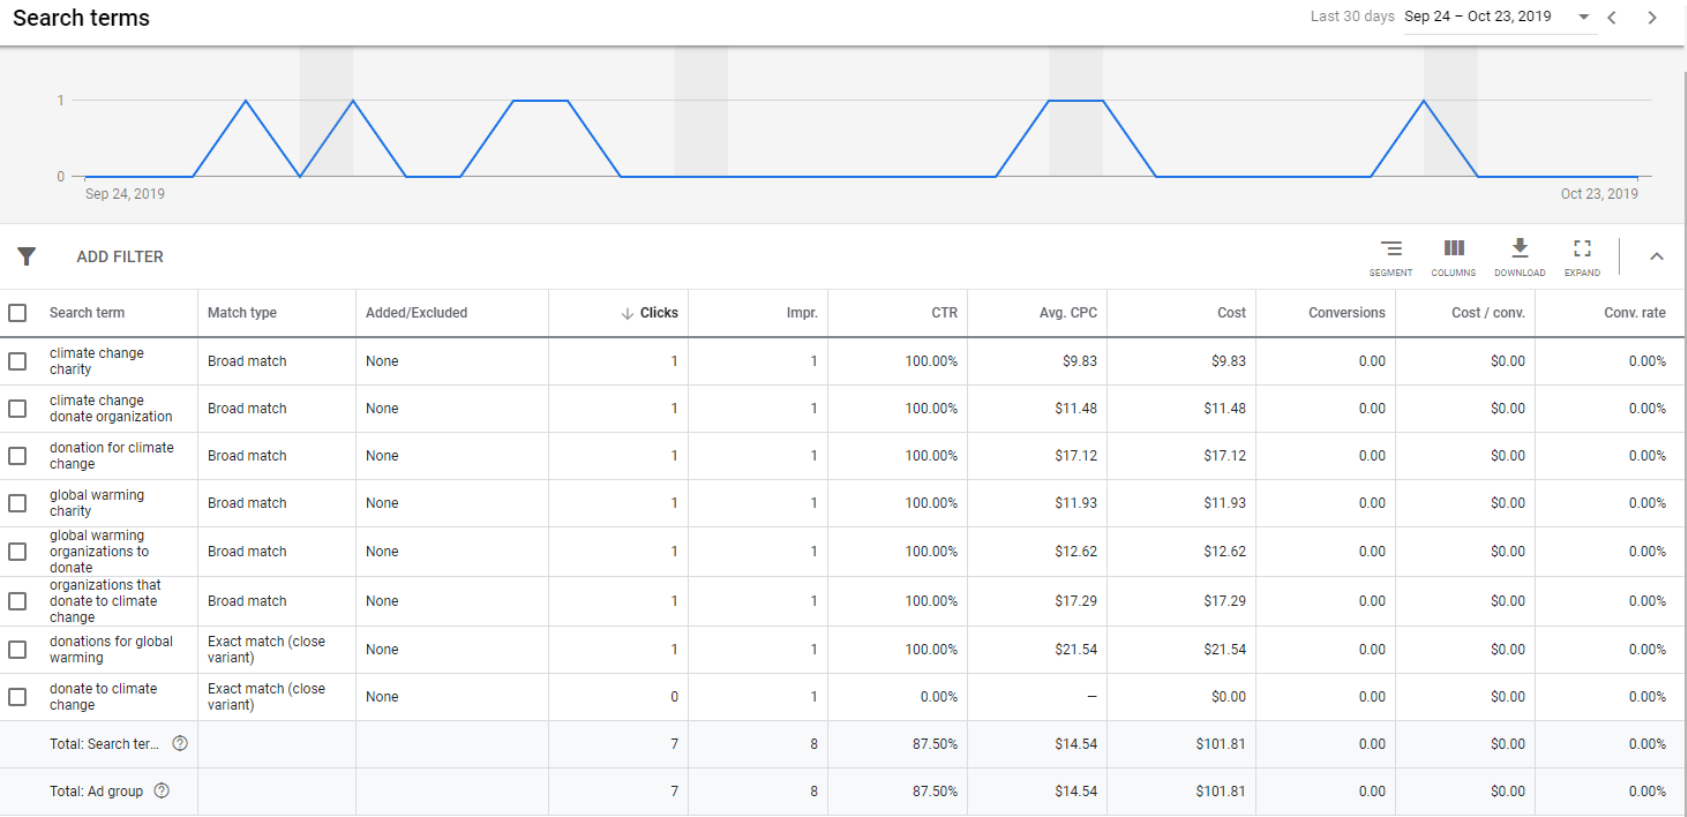 Search terms
Last 30 days Sep 24 – Oct 23, 2019
1
0
Sep 24, 2019 Oct 23, 2019
ADD FILTER
SEGMENT COLUMNS DOWNLOAD EXPAND
Search term Match type Added/Excluded Clicks Impr. CTR Avg. CPC Cost Conversions Cost / conv. Conv. rate
climate change
charity Broad match None 1 1 100.00% $9.83 $9.83 0.00 $0.00 0.00%
climate change
donate organization Broad match None 1 1 100.00% $11.48 $11.48 0.00 $0.00 0.00%
donation for climate
change Broad match None 1 1 100.00% $17.12 $17.12 0.00 $0.00 0.00%
global warming
charity Broad match None 1 1 100.00% $11.93 $11.93 0.00 $0.00 0.00%
global warming
organizations to Broad match None 1 1 100.00% $12.62 $12.62 0.00 $0.00 0.00%
donate
organizations that
donate to climate Broad match None 1 1 100.00% $17.29 $17.29 0.00 $0.00 0.00%
change
donations for global Exact match (close
warming variant) None 1 1 100.00% $21.54 $21.54 0.00 $0.00 0.00%
donate to climate Exact match (close
change variant) None 0 1 0.00% – $0.00 0.00 $0.00 0.00%
Total: Search ter... ? 7 8 87.50% $14.54 $101.81 0.00 $0.00 0.00%
Total: Ad group ? 7 8 87.50% $14.54 $101.81 0.00 $0.00 0.00%